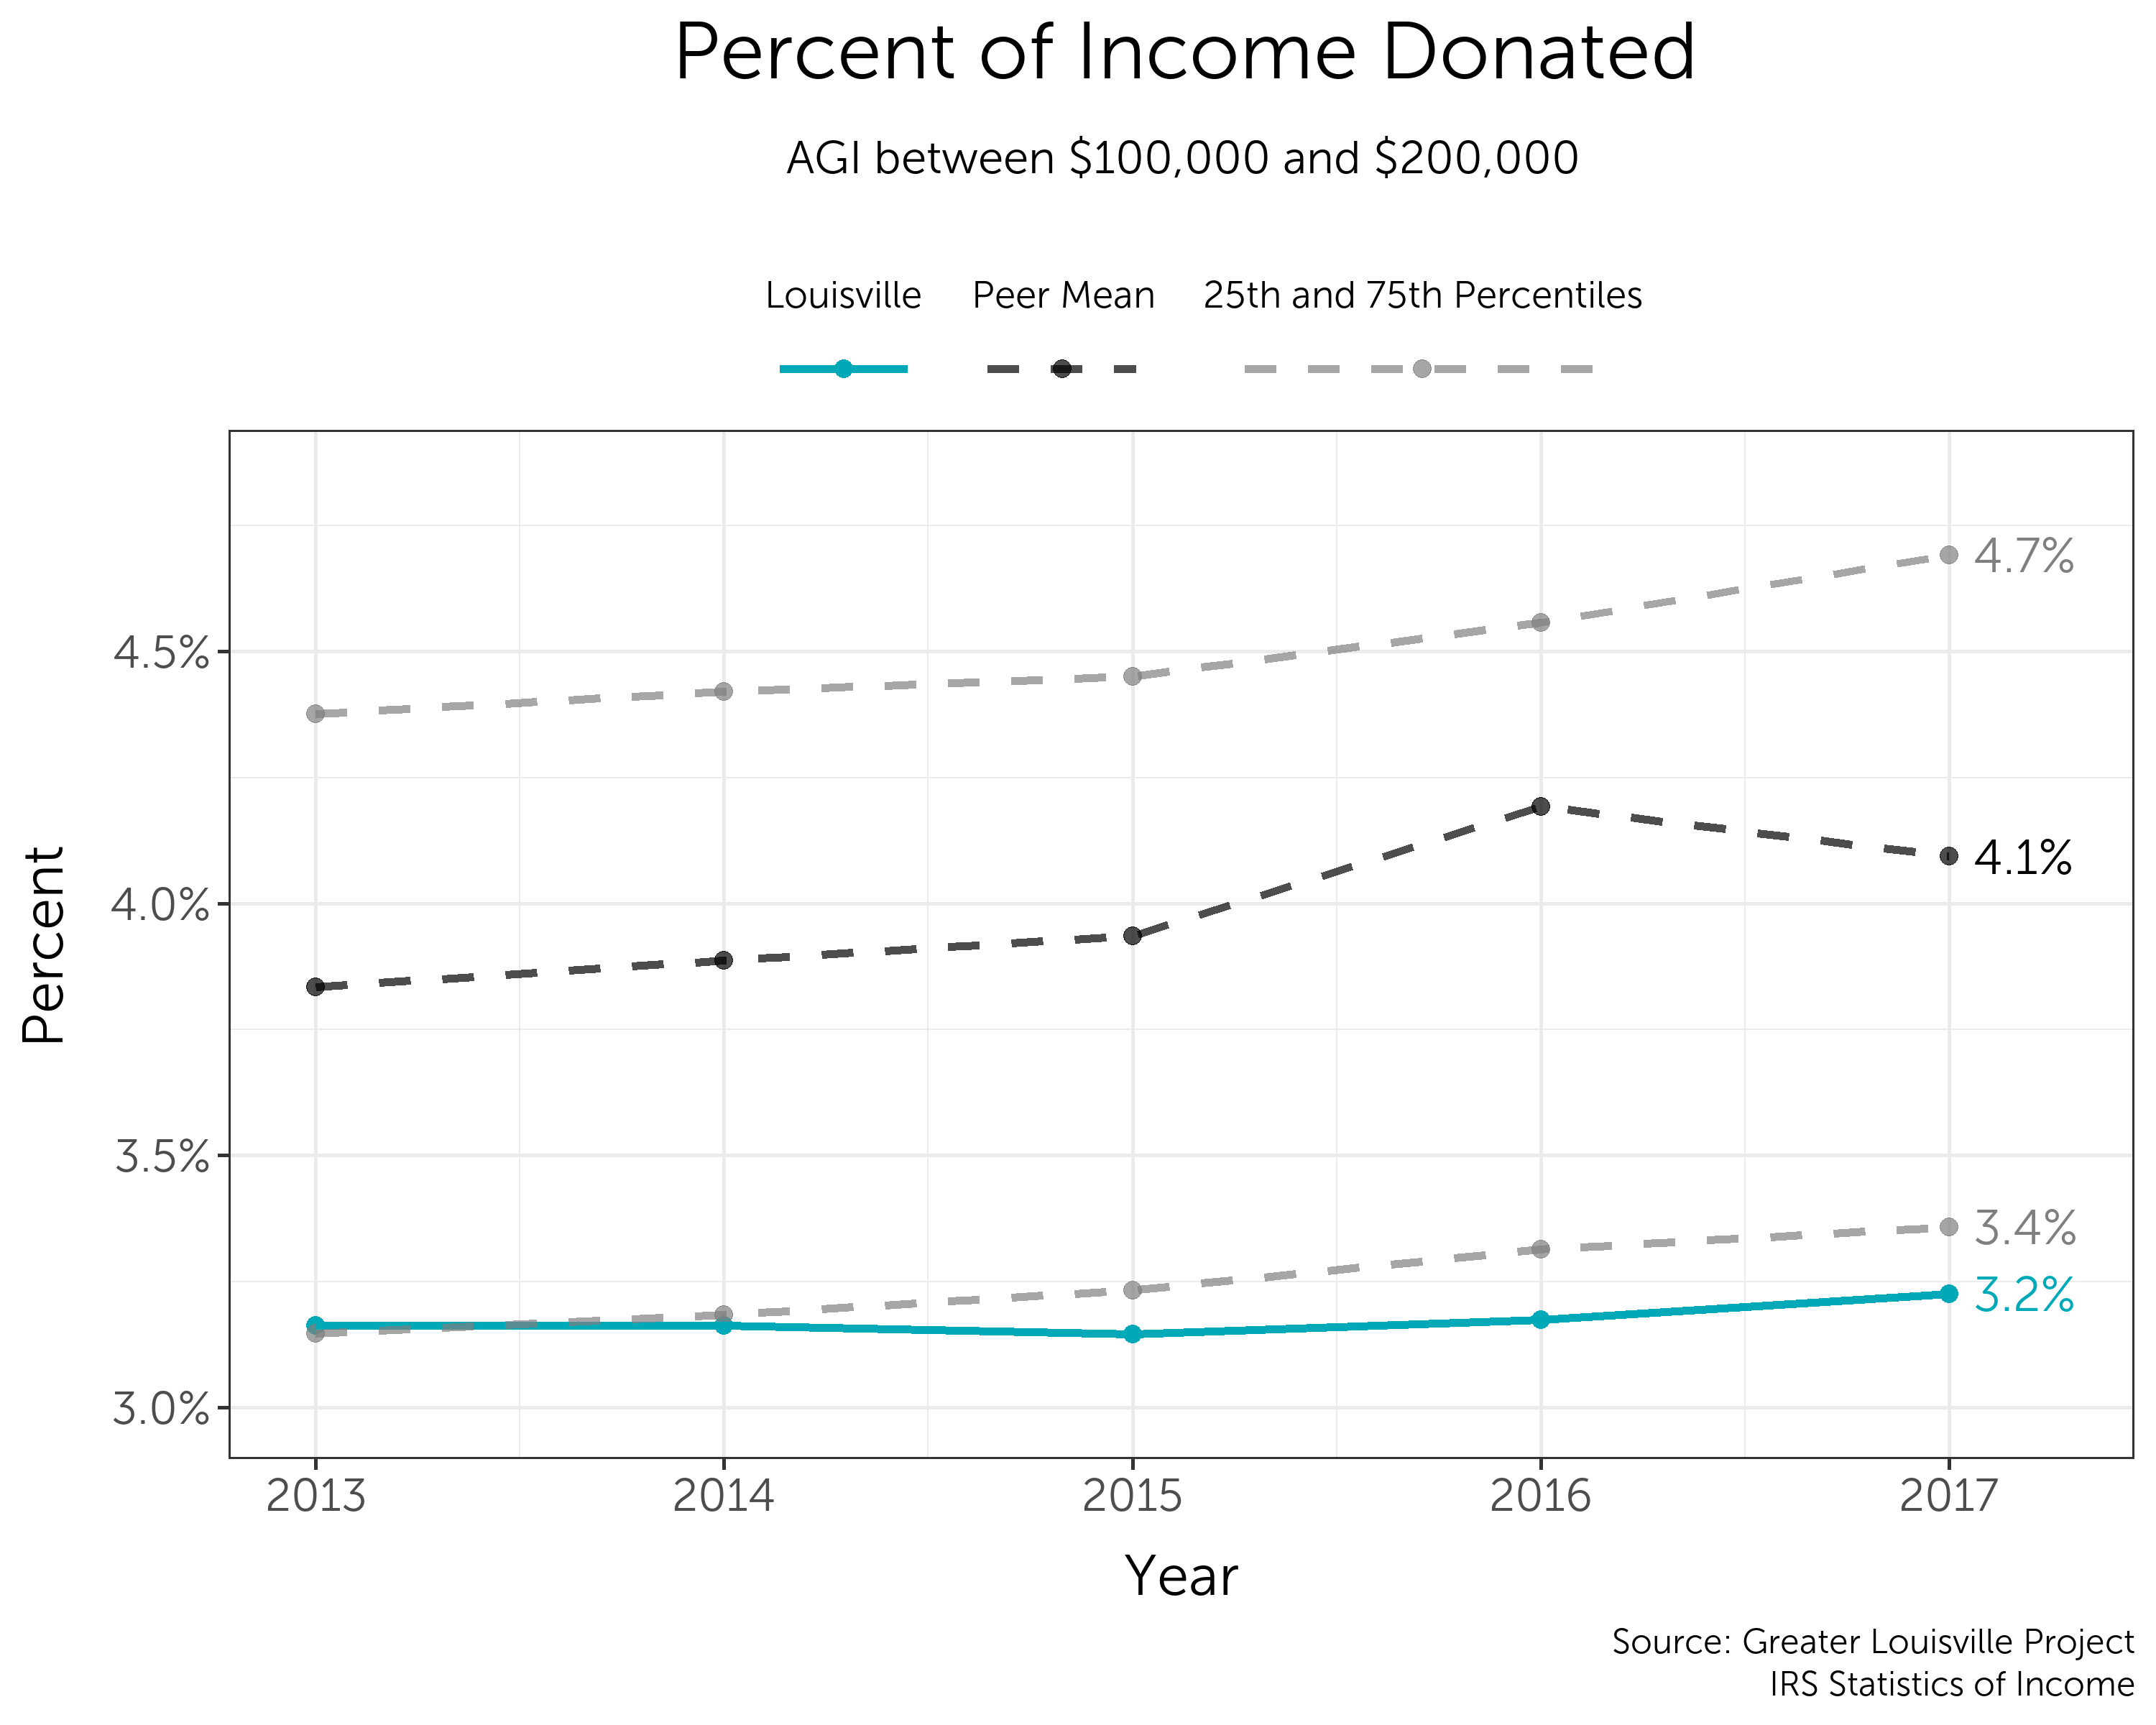 Percent of Income Donated
AGI between $100,000 and $200,000
Louisville Peer Mean 25th and 75th Percentiles
4.7%
4.5%
4.1%
4.0%
Percent
3.5%
3.4%
3.2%
3.0%
2013 2014 2015 2016 2017
Year
Source: Greater Louisville Project
IRS Statistics of Income